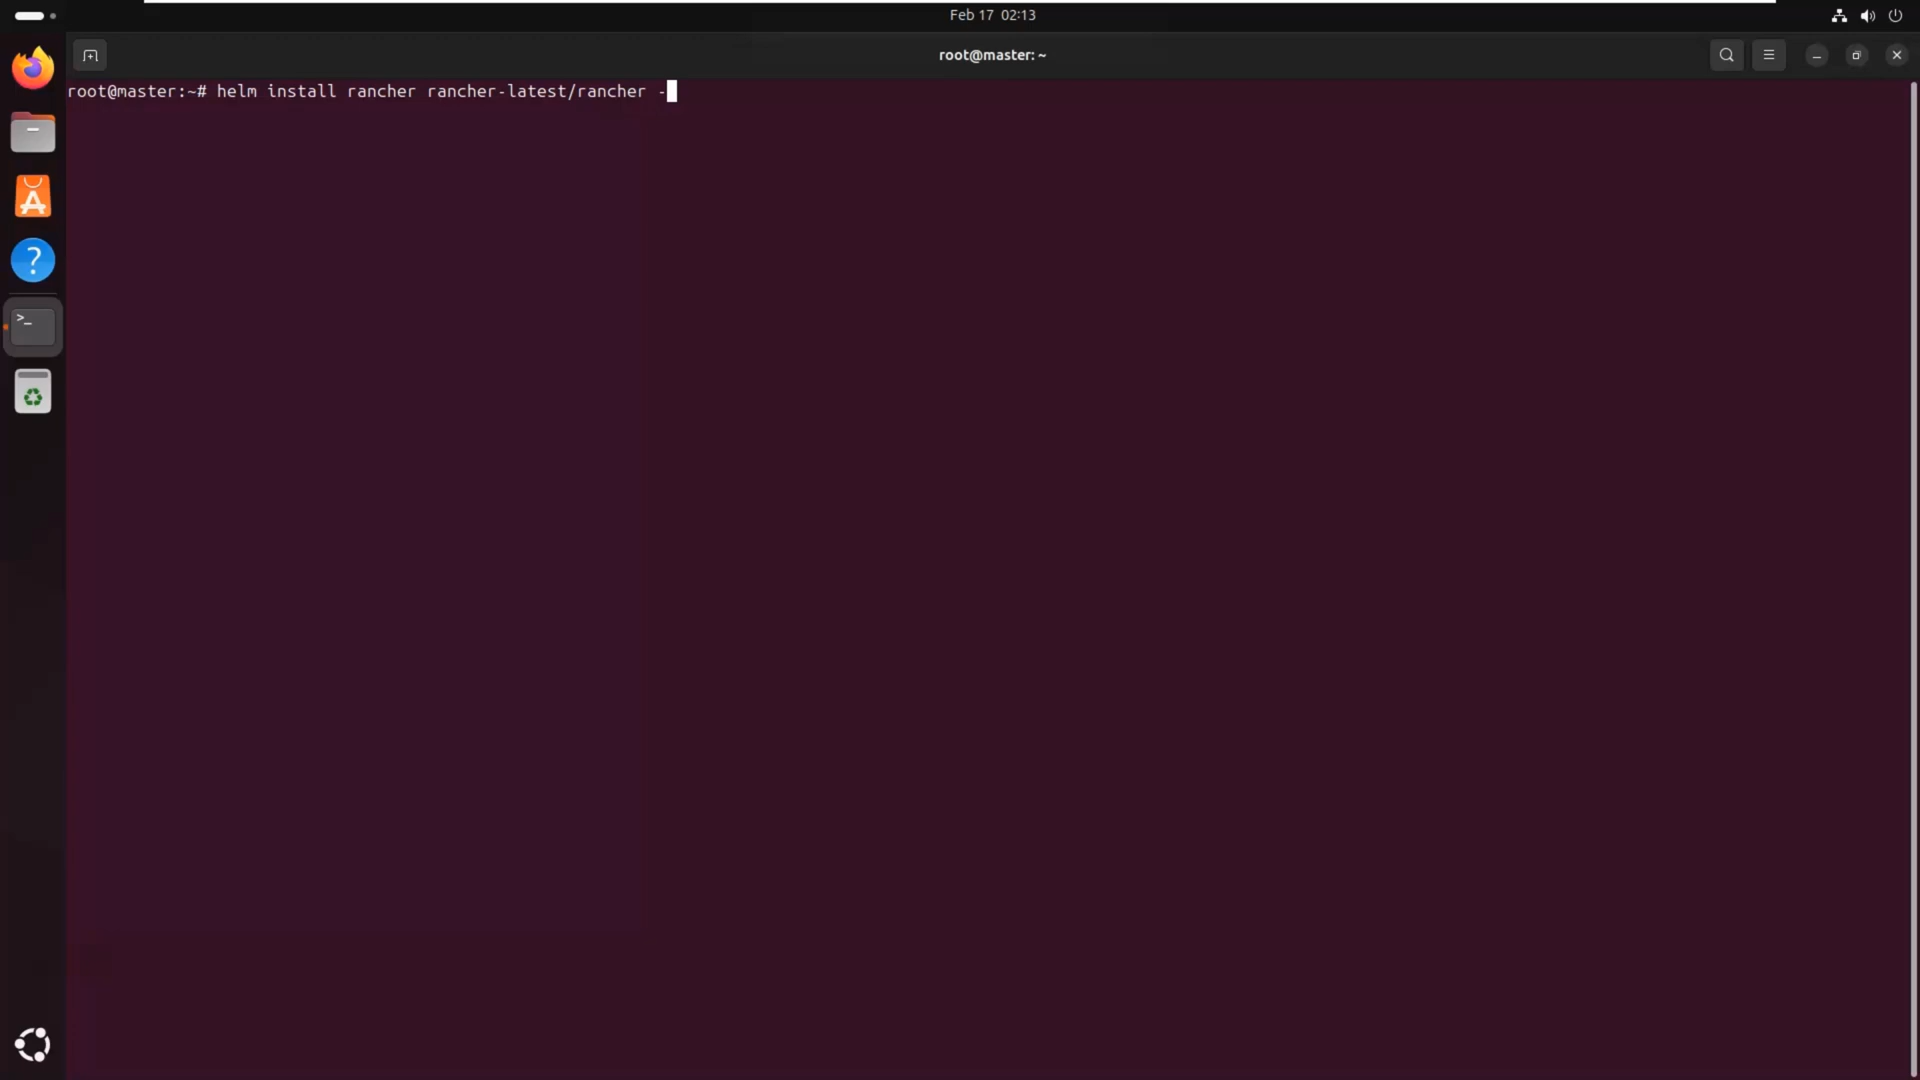 Feb 17 02:13
root@master: ~
root@master:~# helm install rancher rancher-latest/rancher -